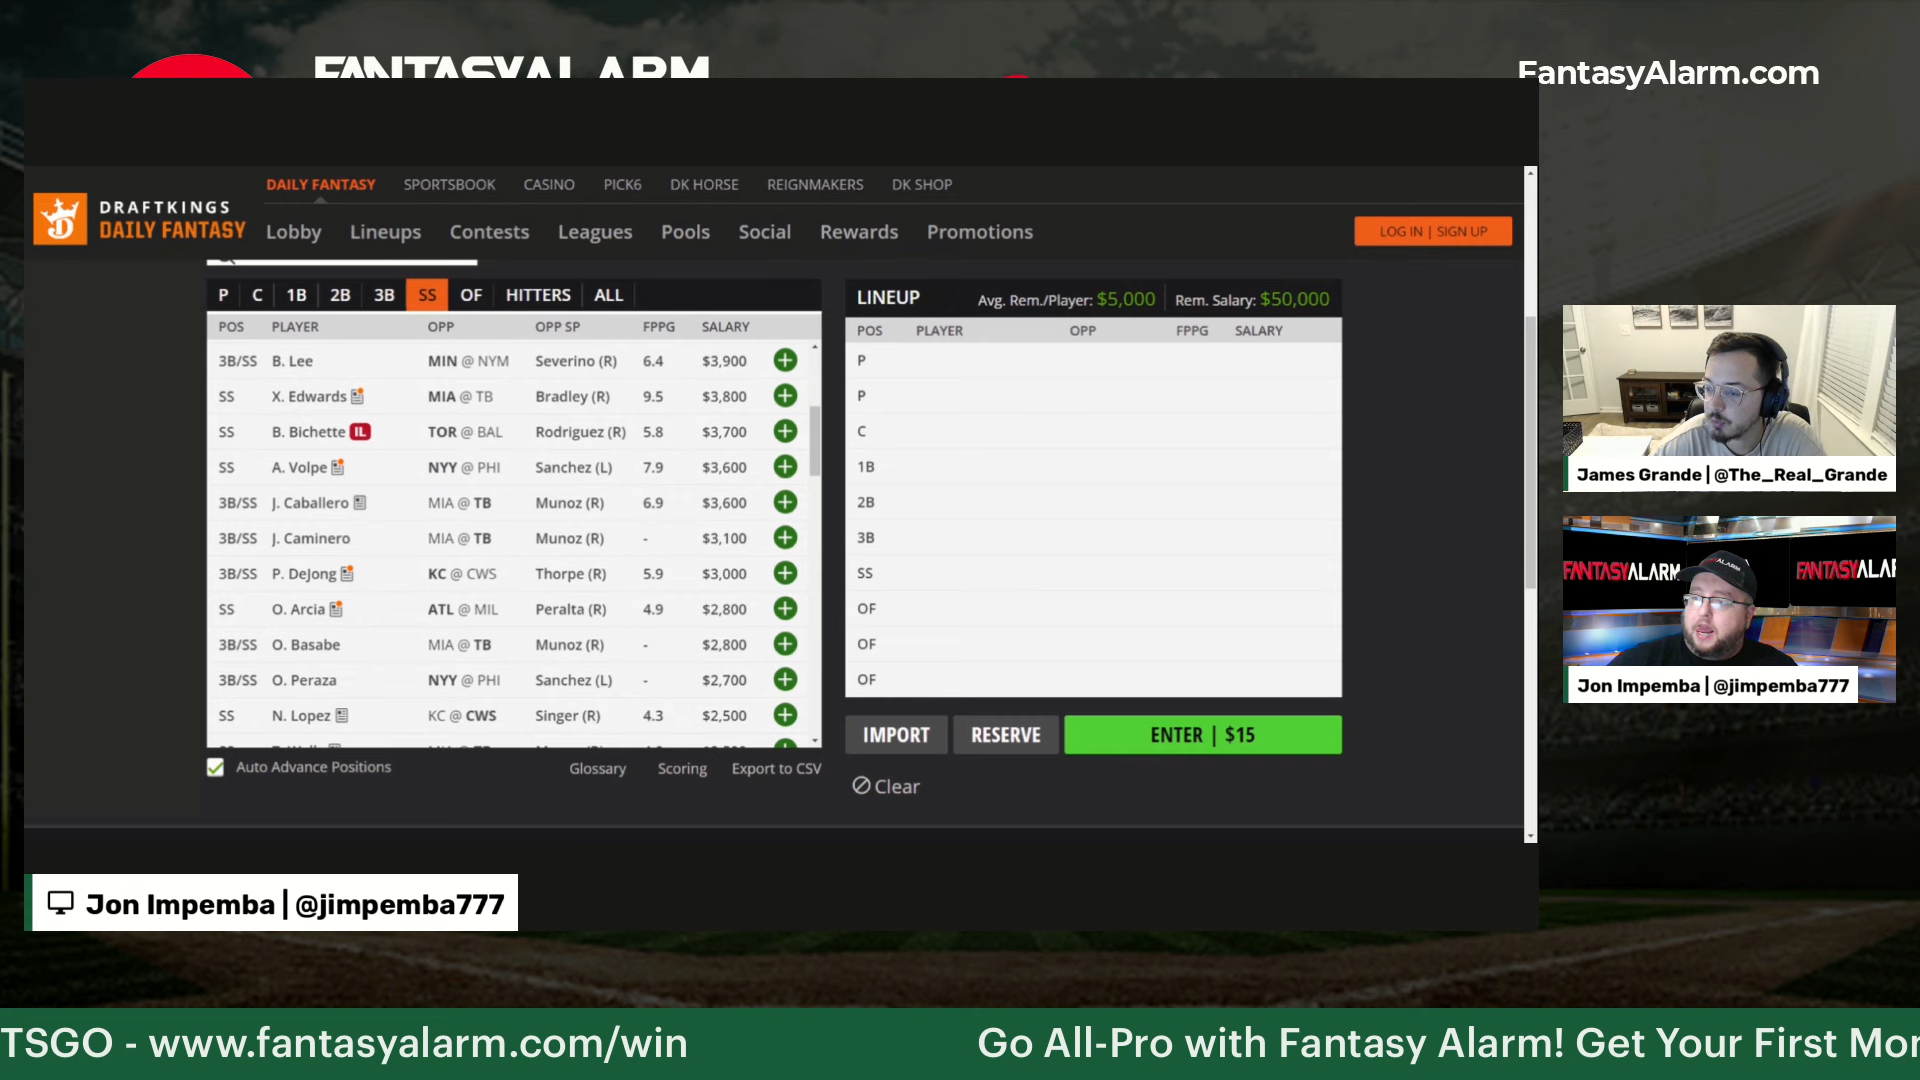 FANTASYALARM
FantasyAlarm.com
DAILY FANTASY SPORTSBOOK CASINO PICK6 DK HORSE REIGNMAKERS DK SHOP
DRAFTKINGS
DAILY FANTASY
Lobby Lineups Contests Leagues Pools Social Rewards Promotions
LOG IN | SIGN UP
P C 1B 2B 3B SS OF HITTERS ALL
POS PLAYER OPP OPP SP FPPG SALARY
3B/SS B. Lee MIN @ NYM Severino (R) 6.4 $3,900
SS X. Edwards MIA @ TB Bradley (R) 9.5 $3,800
SS B. Bichette IL TOR @ BAL Rodriguez (R) 5.8 $3,700
SS A. Volpe NYY @ PHI Sanchez (L) 7.9 $3,600
3B/SS J. Caballero MIA @ TB Munoz (R) 6.9 $3,600
3B/SS J. Caminero MIA @ TB Munoz (R) - $3,100
3B/SS P. DeJong KC @ CWS Thorpe (R) 5.9 $3,000
SS O. Arcia ATL @ MIL Peralta (R) 4.9 $2,800
3B/SS O. Basabe MIA @ TB Munoz (R) - $2,800
3B/SS O. Peraza NYY @ PHI Sanchez (L) - $2,700
SS N. Lopez KC @ CWS Singer (R) 4.3 $2,500
Auto Advance Positions Glossary Scoring Export to CSV
LINEUP Avg. Rem./Player: $5,000 Rem. Salary: $50,000
POS PLAYER OPP FPPG SALARY
P
P
C
1B
2B
3B
SS
OF
OF
OF
IMPORT RESERVE ENTER | $15
Clear
James Grande | @The_Real_Grande
FANTASYALARM FANTASYALAR
Jon Impemba | @jimpemba777
Jon Impemba | @jimpemba777
TSGO - www.fantasyalarm.com/win Go All-Pro with Fantasy Alarm! Get Your First Mor